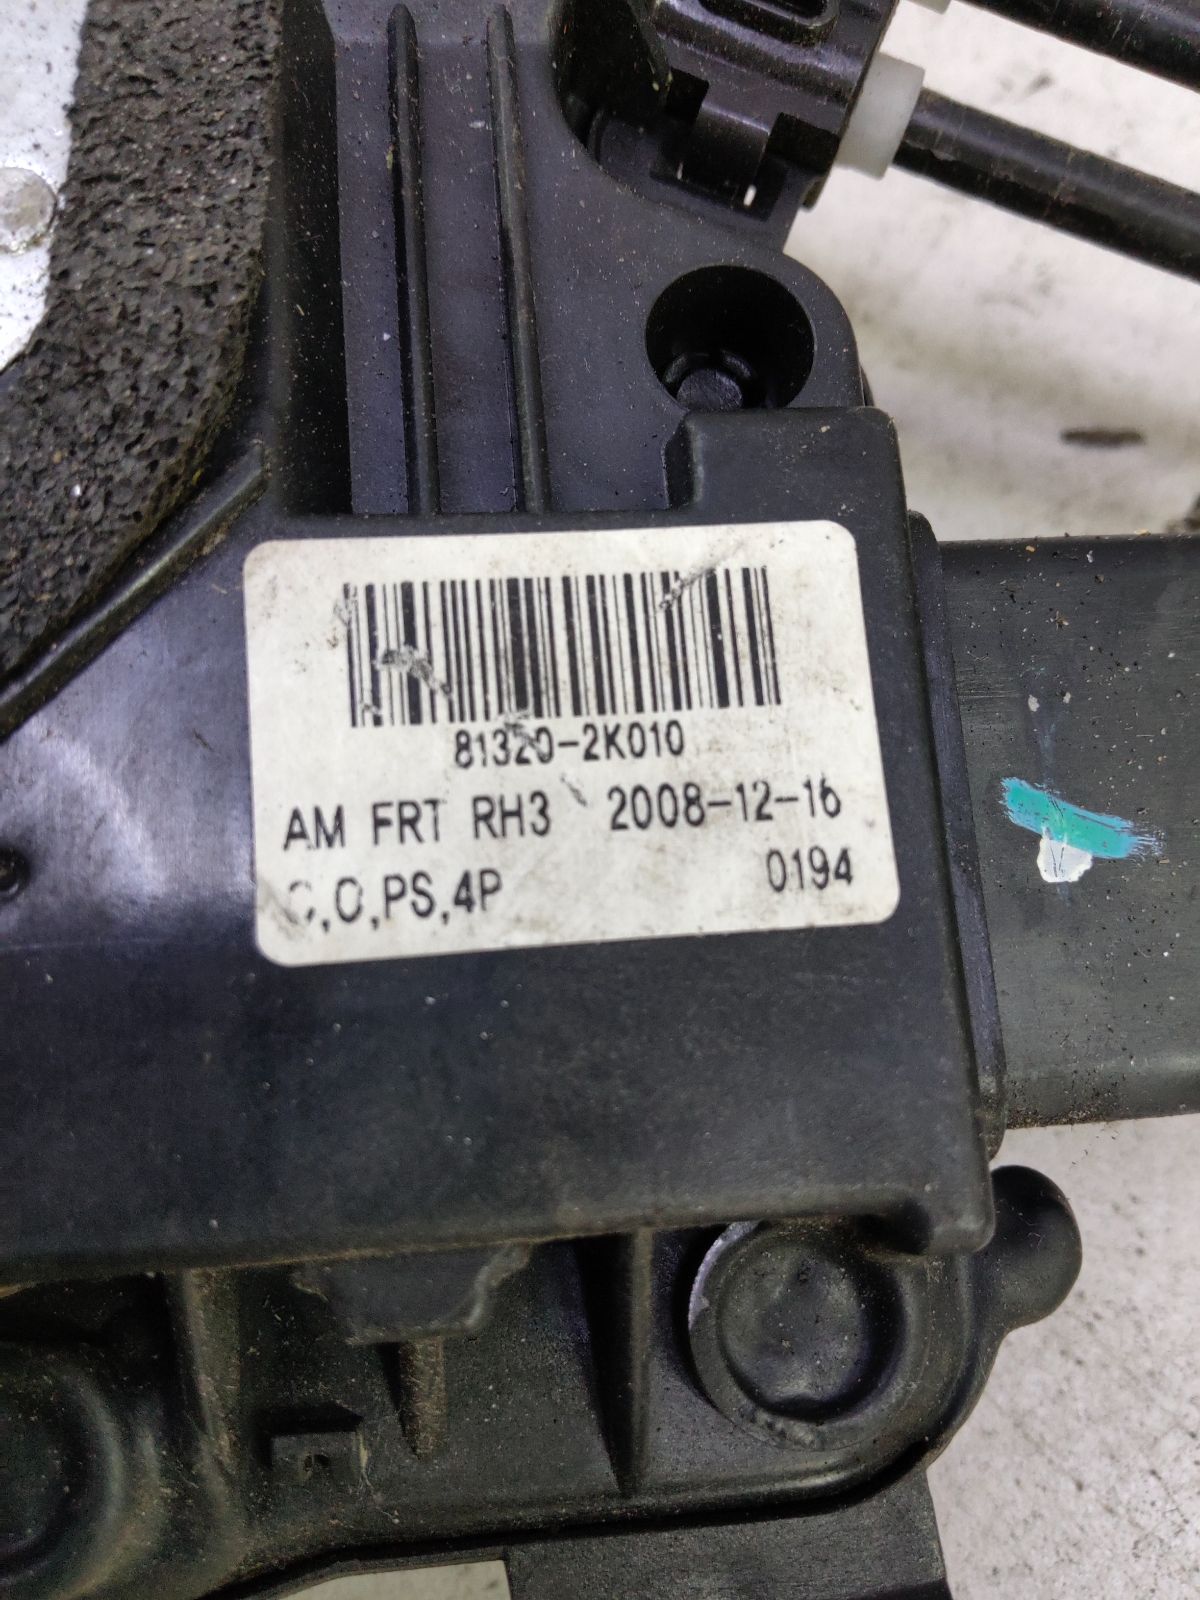 81320-2K010
AM FRT RH3 2008-12-16
C,O,PS,4P 0194